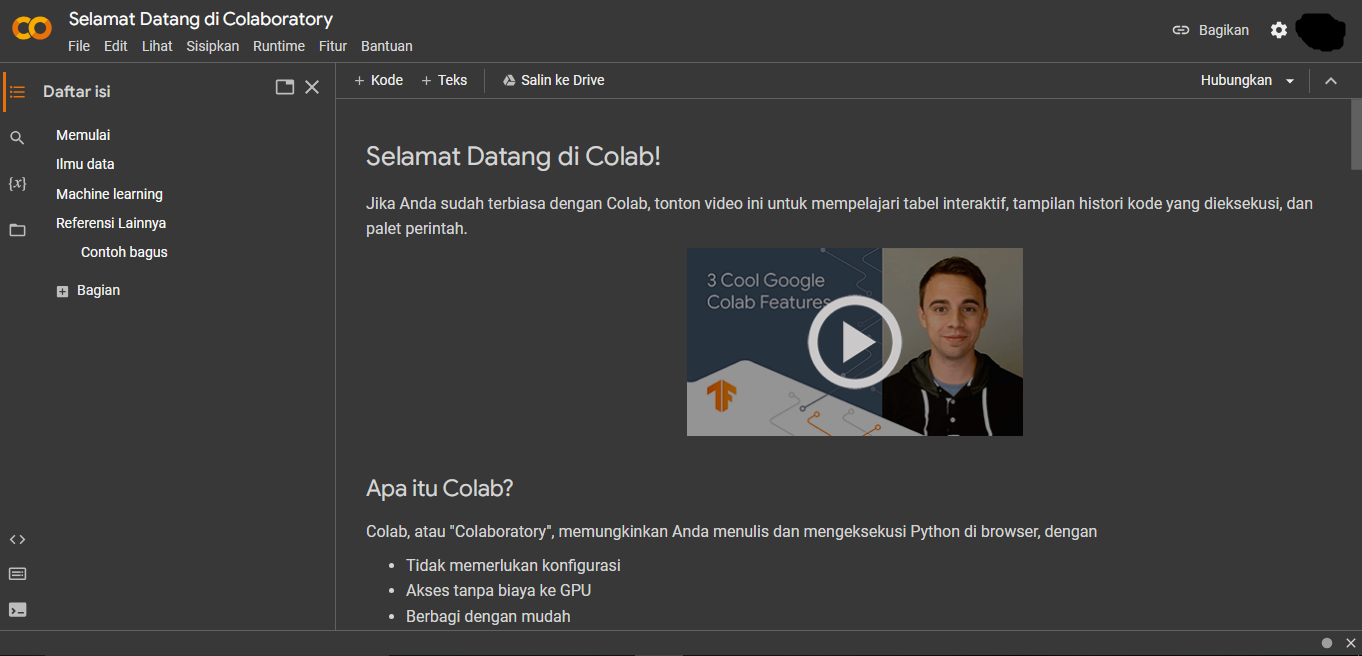 Selamat Datang di Colaboratory
File Edit Lihat Sisipkan Runtime Fitur Bantuan
Bagikan
Daftar isi
Memulai
Ilmu data
Machine learning
Referensi Lainnya
Contoh bagus
Bagian
+ Kode + Teks Salin ke Drive
Hubungkan
Selamat Datang di Colab!
Jika Anda sudah terbiasa dengan Colab, tonton video ini untuk mempelajari tabel interaktif, tampilan histori kode yang dieksekusi, dan
palet perintah.
3 Cool Google
Colab Features
Apa itu Colab?
Colab, atau "Colaboratory", memungkinkan Anda menulis dan mengeksekusi Python di browser, dengan
• Tidak memerlukan konfigurasi
• Akses tanpa biaya ke GPU
• Berbagi dengan mudah